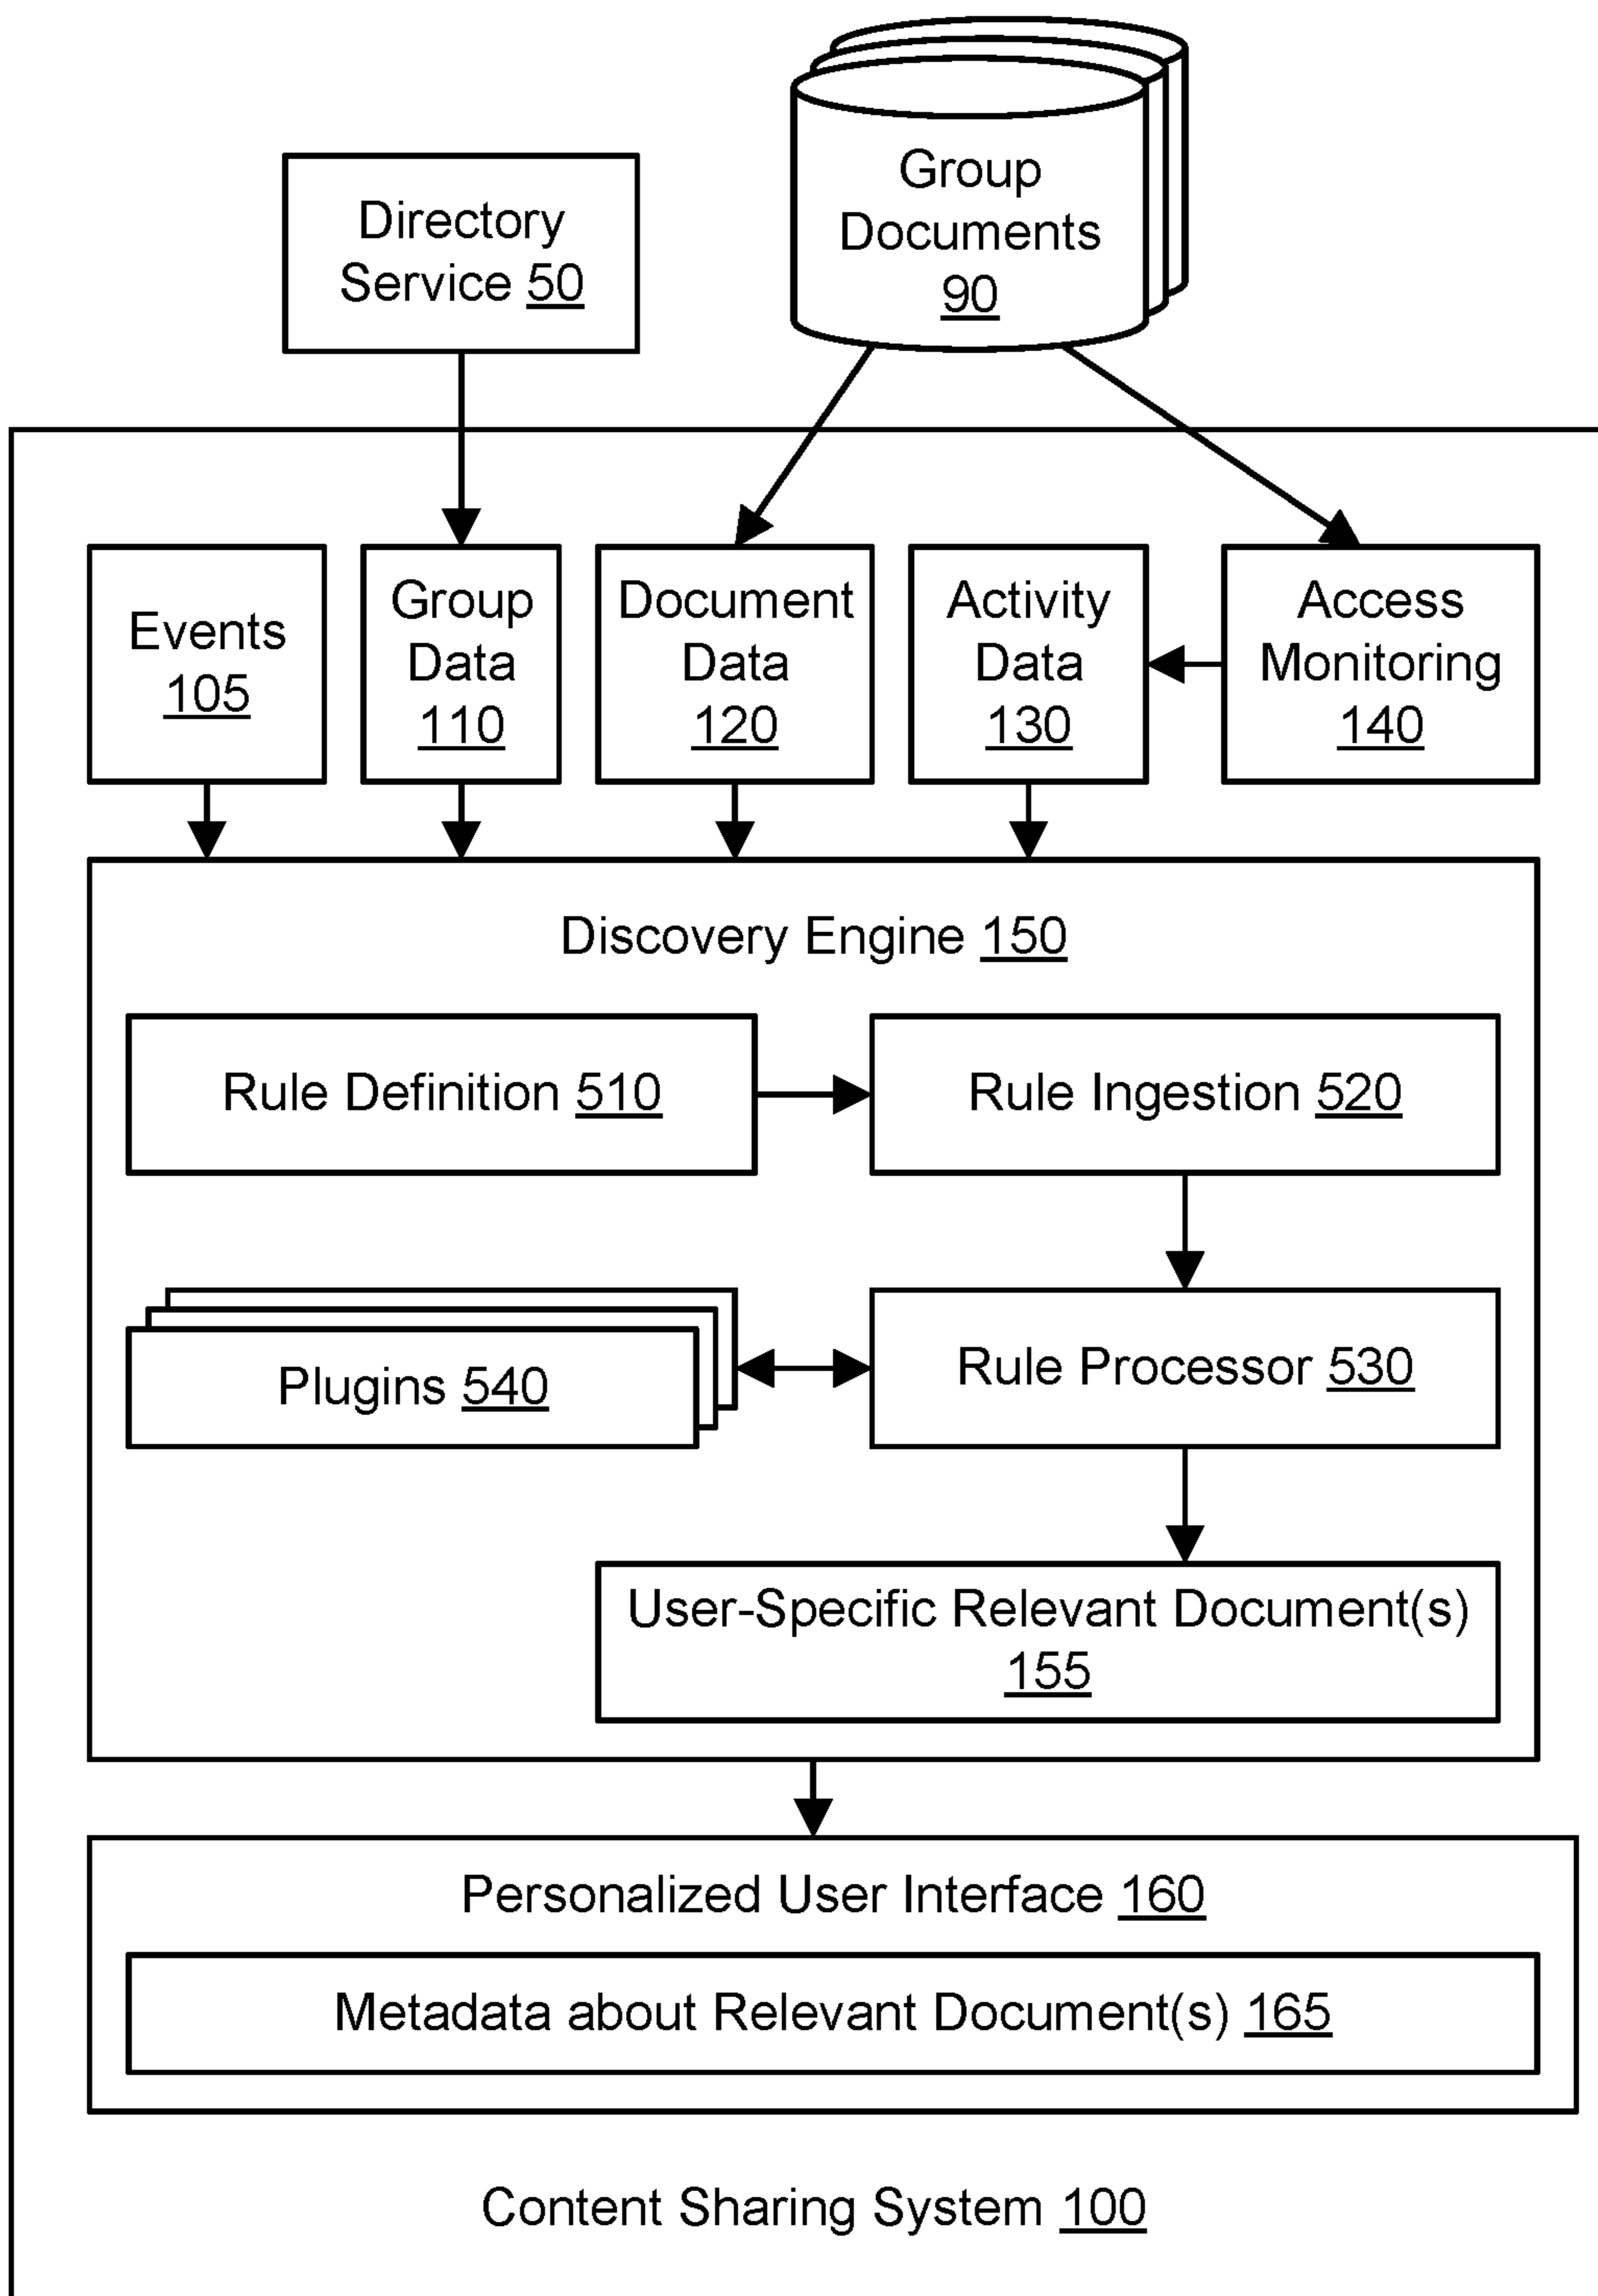 Group
Documents
90
Directory
Service 50
Events
105
Group
Data
110
Document
Data
120
Activity
Data
130
Access
Monitoring
140
Discovery Engine 150
Rule Definition 510
Rule Ingestion 520
Plugins 540
Rule Processor 530
User-Specific Relevant Document(s)
155
Personalized User Interface 160
Metadata about Relevant Document(s) 165
Content Sharing System 100